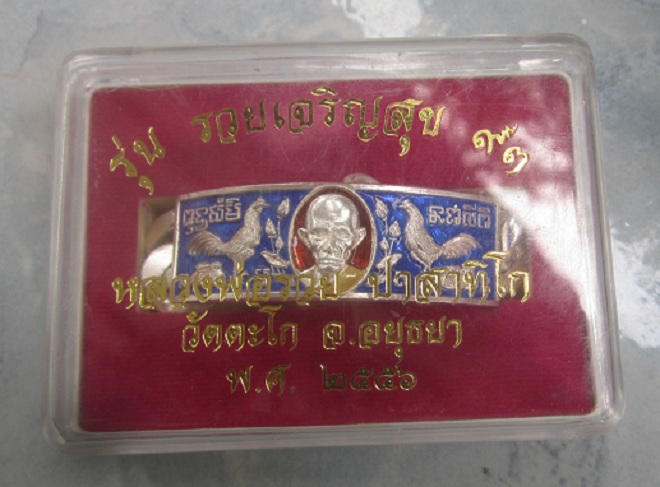 รุ่น รวยเจริญสุข
หลวงพ่อรวย ปาสาทิโก
วัดตะโก จ.อยุธยา
พ.ศ. ๒๕๕๖